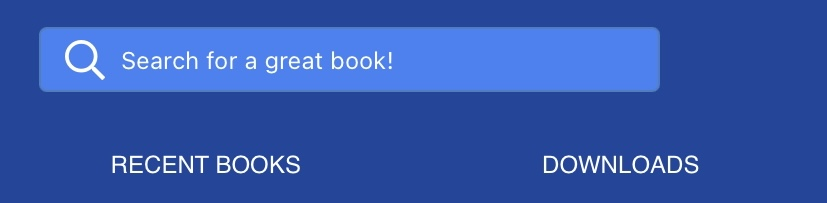 Search for a great book!
RECENT BOOKS
DOWNLOADS